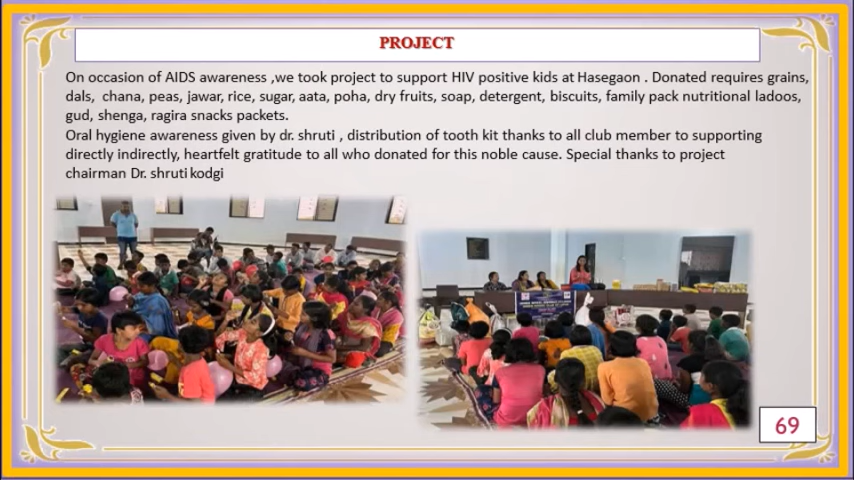 PROJECT
On occasion of AIDS awareness ,we took project to support HIV positive kids at Hasegaon . Donated requires grains,
dals, chana, peas, jawar, rice, sugar, aata, poha, dry fruits, soap, detergent, biscuits, family pack nutritional ladoos,
gud, shenga, ragira snacks packets.
Oral hygiene awareness given by dr. shruti , distribution of tooth kit thanks to all club member to supporting
directly indirectly, heartfelt gratitude to all who donated for this noble cause. Special thanks to project
chairman Dr. shruti kodgi
69